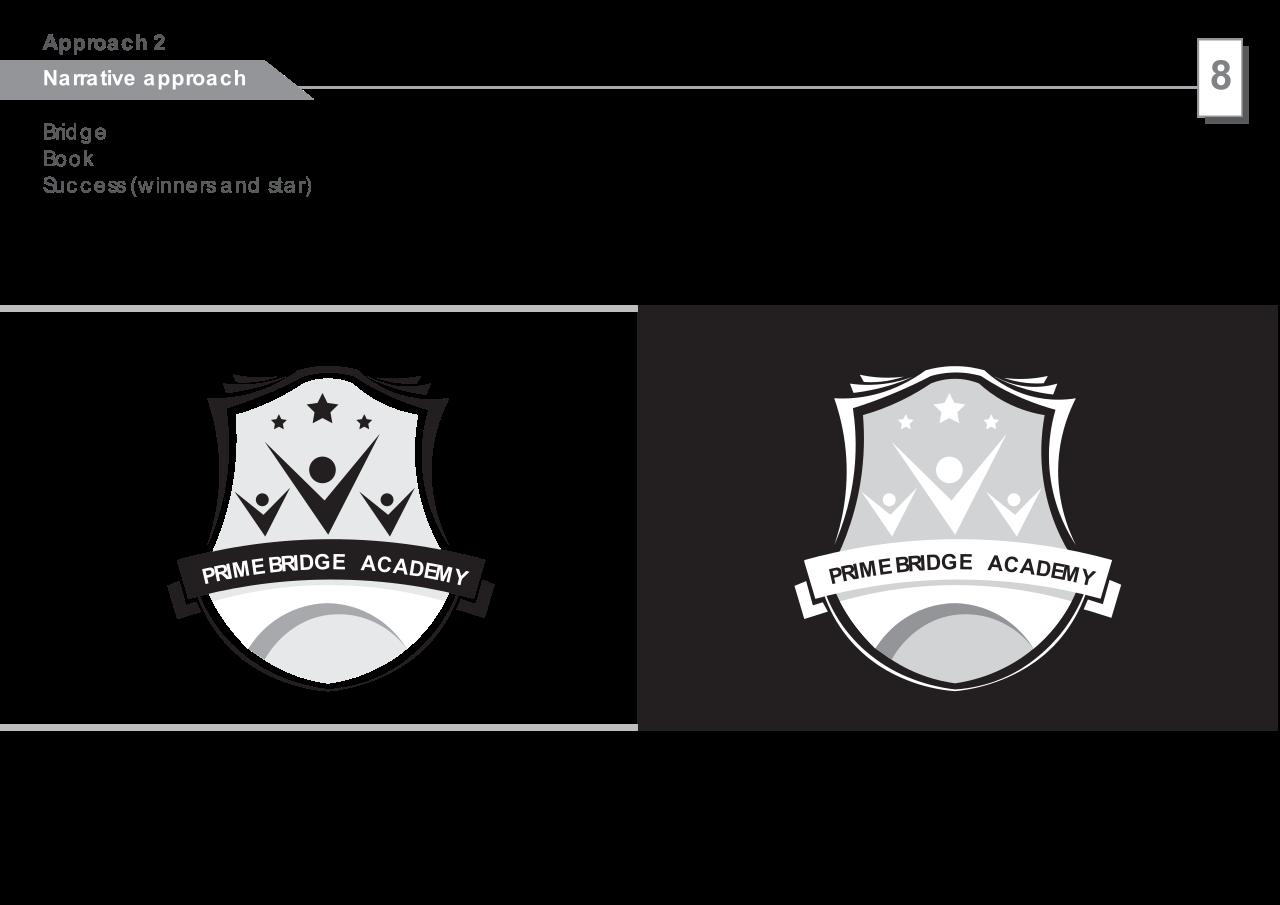 Approach 2
Narrative approach
8
Bridge
Book
Success (winners and star)
PRIME BRIDGE ACADEMY
PRIME BRIDGE ACADEMY